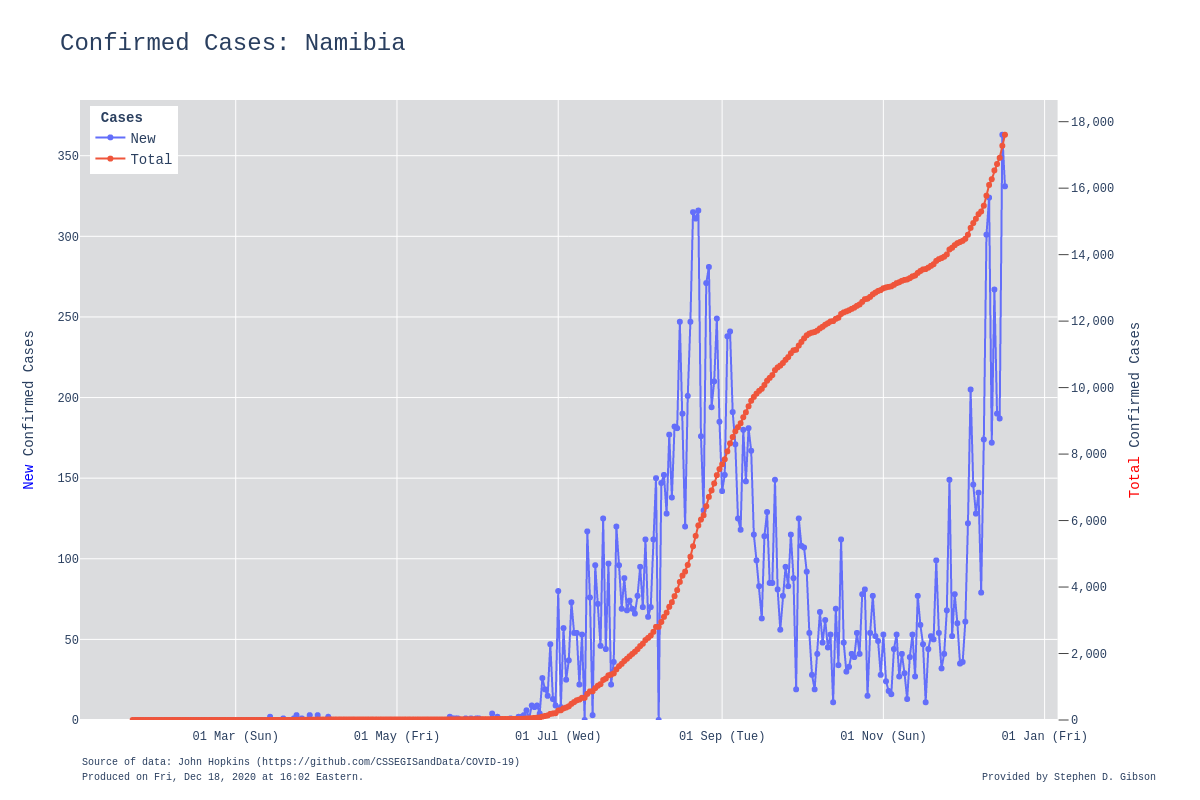 Confirmed Cases: Namibia
Cases
New
Total
350
300
250
200
150
100
50
0
New Confirmed Cases
18,000
16,000
14,000
12,000
10,000
8,000
6,000
4,000
2,000
0
Total Confirmed Cases
01 Mar (Sun)
01 May (Fri)
01 Jul (Wed)
01 Sep (Tue)
01 Nov (Sun)
01 Jan (Fri)
Source of data: John Hopkins (https://github.com/CSSEGISandData/COVID-19)
Produced on Fri, Dec 18, 2020 at 16:02 Eastern.
Provided by Stephen D. Gibson